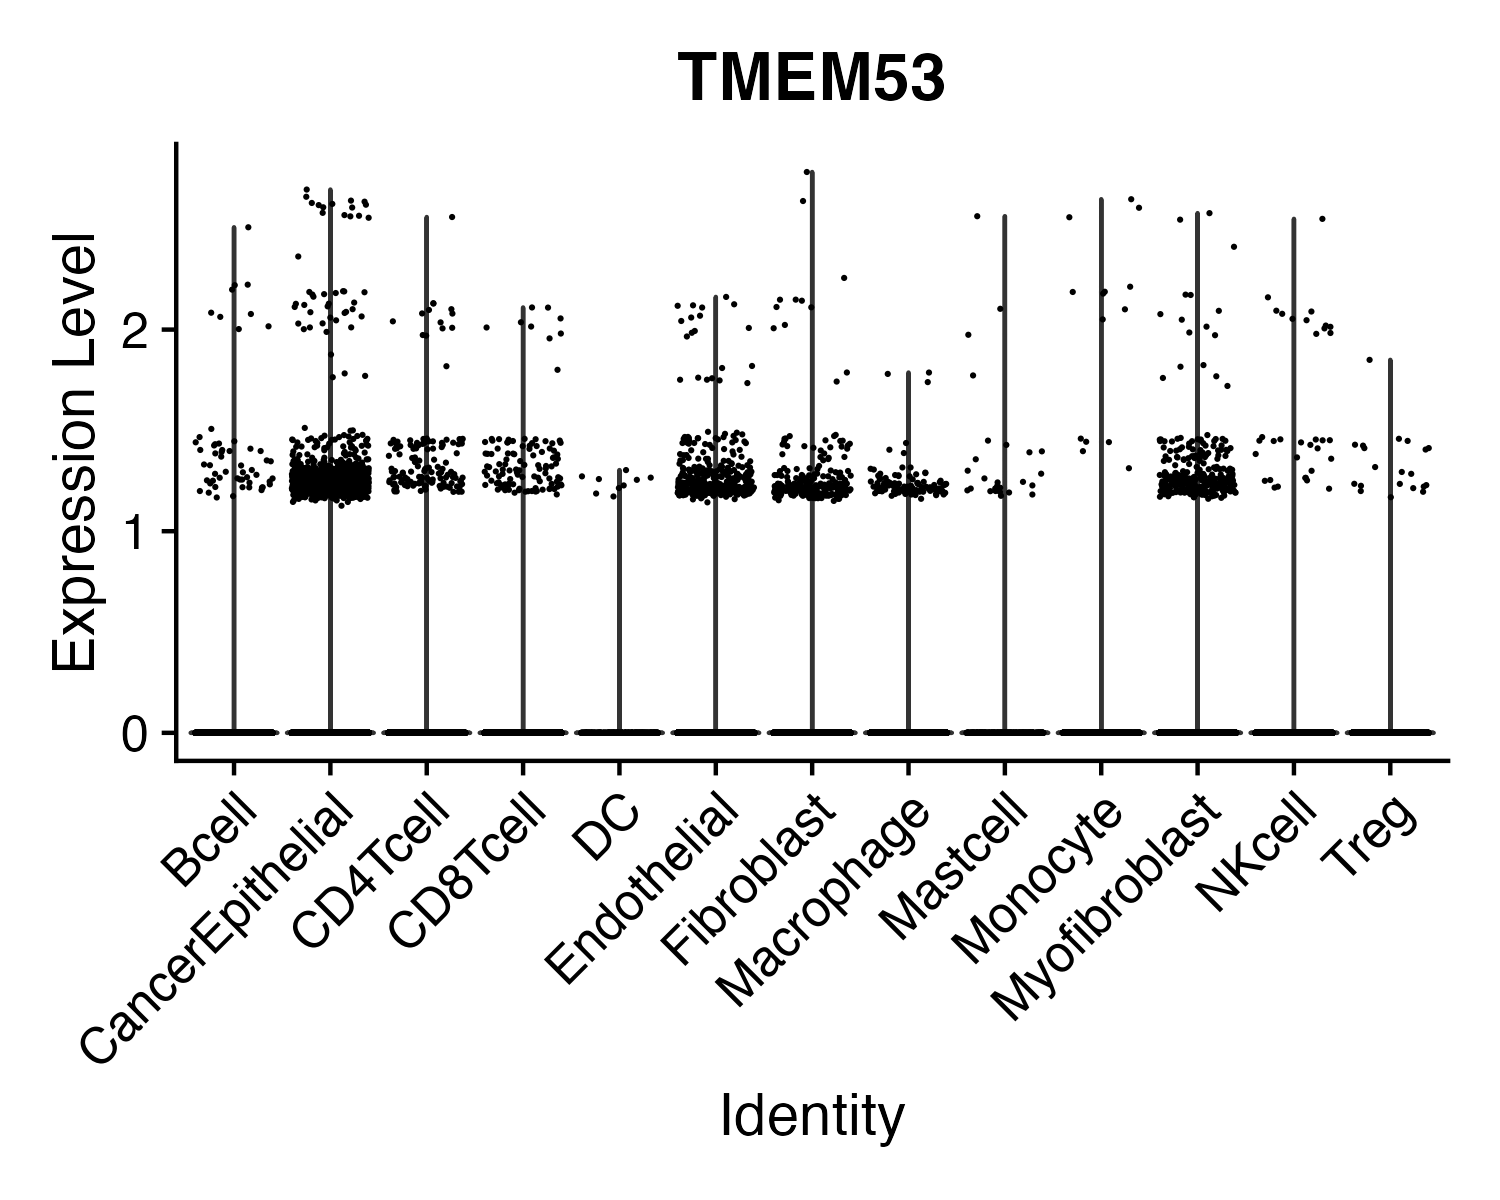 TMEM53
Expression Level
2
1
0
Bcell
CancerEpithelial
CD4Tcell
CD8Tcell
DC
Endothelial
Fibroblast
Macrophage
Mastcell
Monocyte
Myofibroblast
NKcell
Treg
Identity